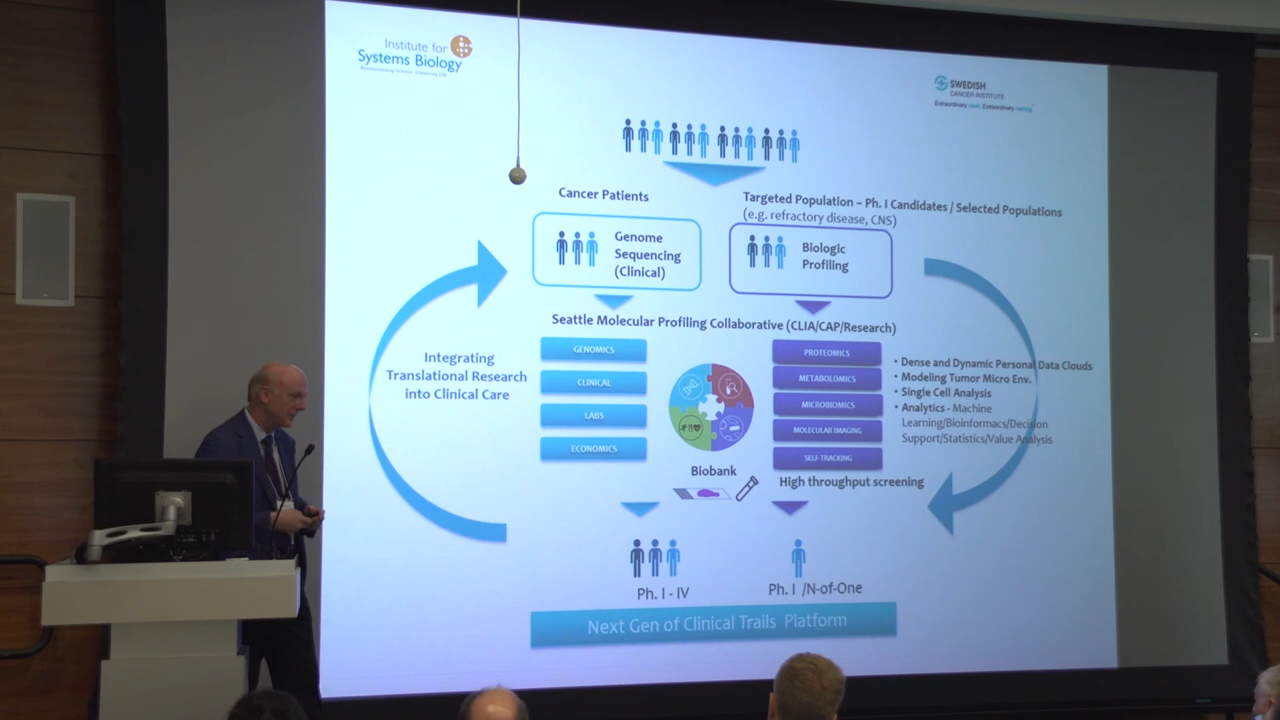 Institute for
Systems Biology
Revolutionizing Science. Enhancing Life.
SWEDISH
CANCER INSTITUTE
Extraordinary care. Extraordinary caring.
Cancer Patients
Targeted Population – Ph. I Candidates / Selected Populations
(e.g. refractory disease, CNS)
Genome
Sequencing
(Clinical)
Biologic
Profiling
Seattle Molecular Profiling Collaborative (CLIA/CAP/Research)
Integrating
Translational Research
into Clinical Care
GENOMICS
CLINICAL
LABS
ECONOMICS
PROTEOMICS
METABOLOMICS
MICROBIOMICS
MOLECULAR IMAGING
SELF-TRACKING
• Dense and Dynamic Personal Data Clouds
• Modeling Tumor Micro Env.
• Single Cell Analysis
• Analytics - Machine
Learning/Bioinformacs/Decision
Support/Statistics/Value Analysis
Biobank
High throughput screening
Ph. I - IV
Ph. I /N-of-One
Next Gen of Clinical Trails Platform